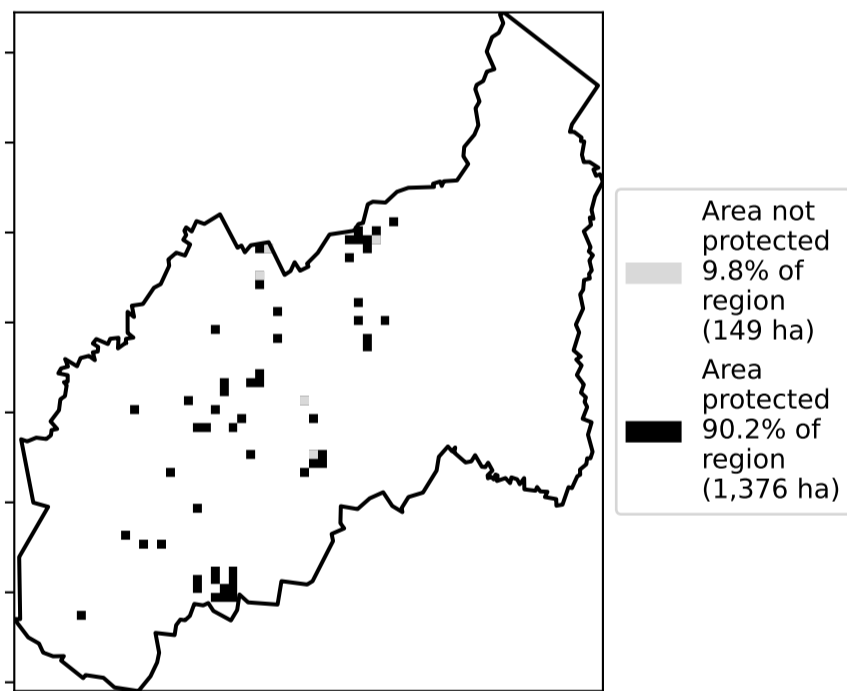 Area not
protected
9.8% of
region
(149 ha)
Area
protected
90.2% of
region
(1,376 ha)